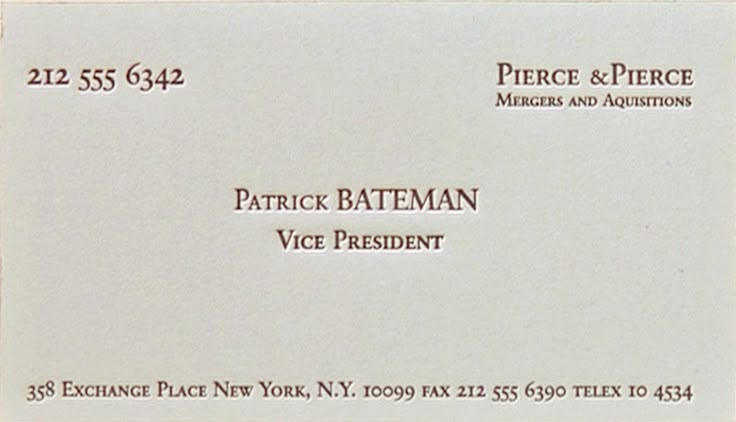 212 555 6342
PIERCE &PIERCE
MERGERS AND AQUISITIONS
PATRICK BATEMAN
VICE PRESIDENT
358 EXCHANGE PLACE NEW YORK, N.Y. 10099 FAX 212 555 6390 TELEX 10 4534